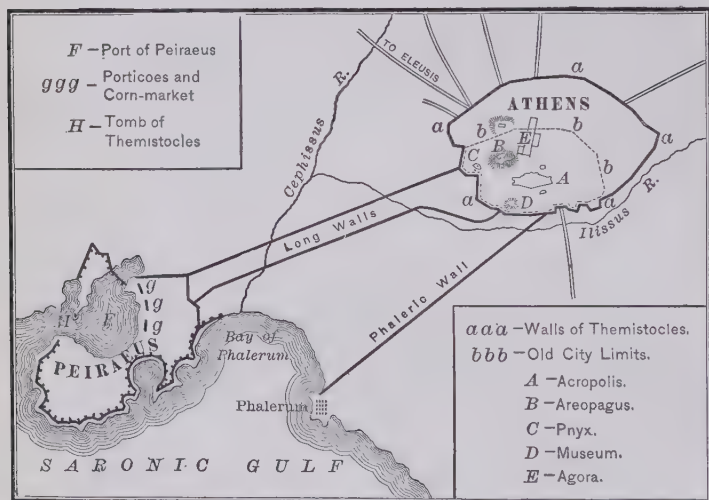 F – Port of Peiraeus
ggg – Porticoes and
Corn-market
H – Tomb of
Themistocles
TO ELEUSIS
Cephissus R.
a
ATHENS
a
b
E
b
a
B
C
b
A
a
D
a
Ilissus R.
Long Walls
Phaleric Wall
g
H
F
g
g
PEIRAEUS
Bay of
Phalerum
Phalerum
SARONIC GULF
aaa – Walls of Themistocles.
bbb – Old City Limits.
A – Acropolis.
B – Areopagus.
C – Pnyx.
D – Museum.
E – Agora.